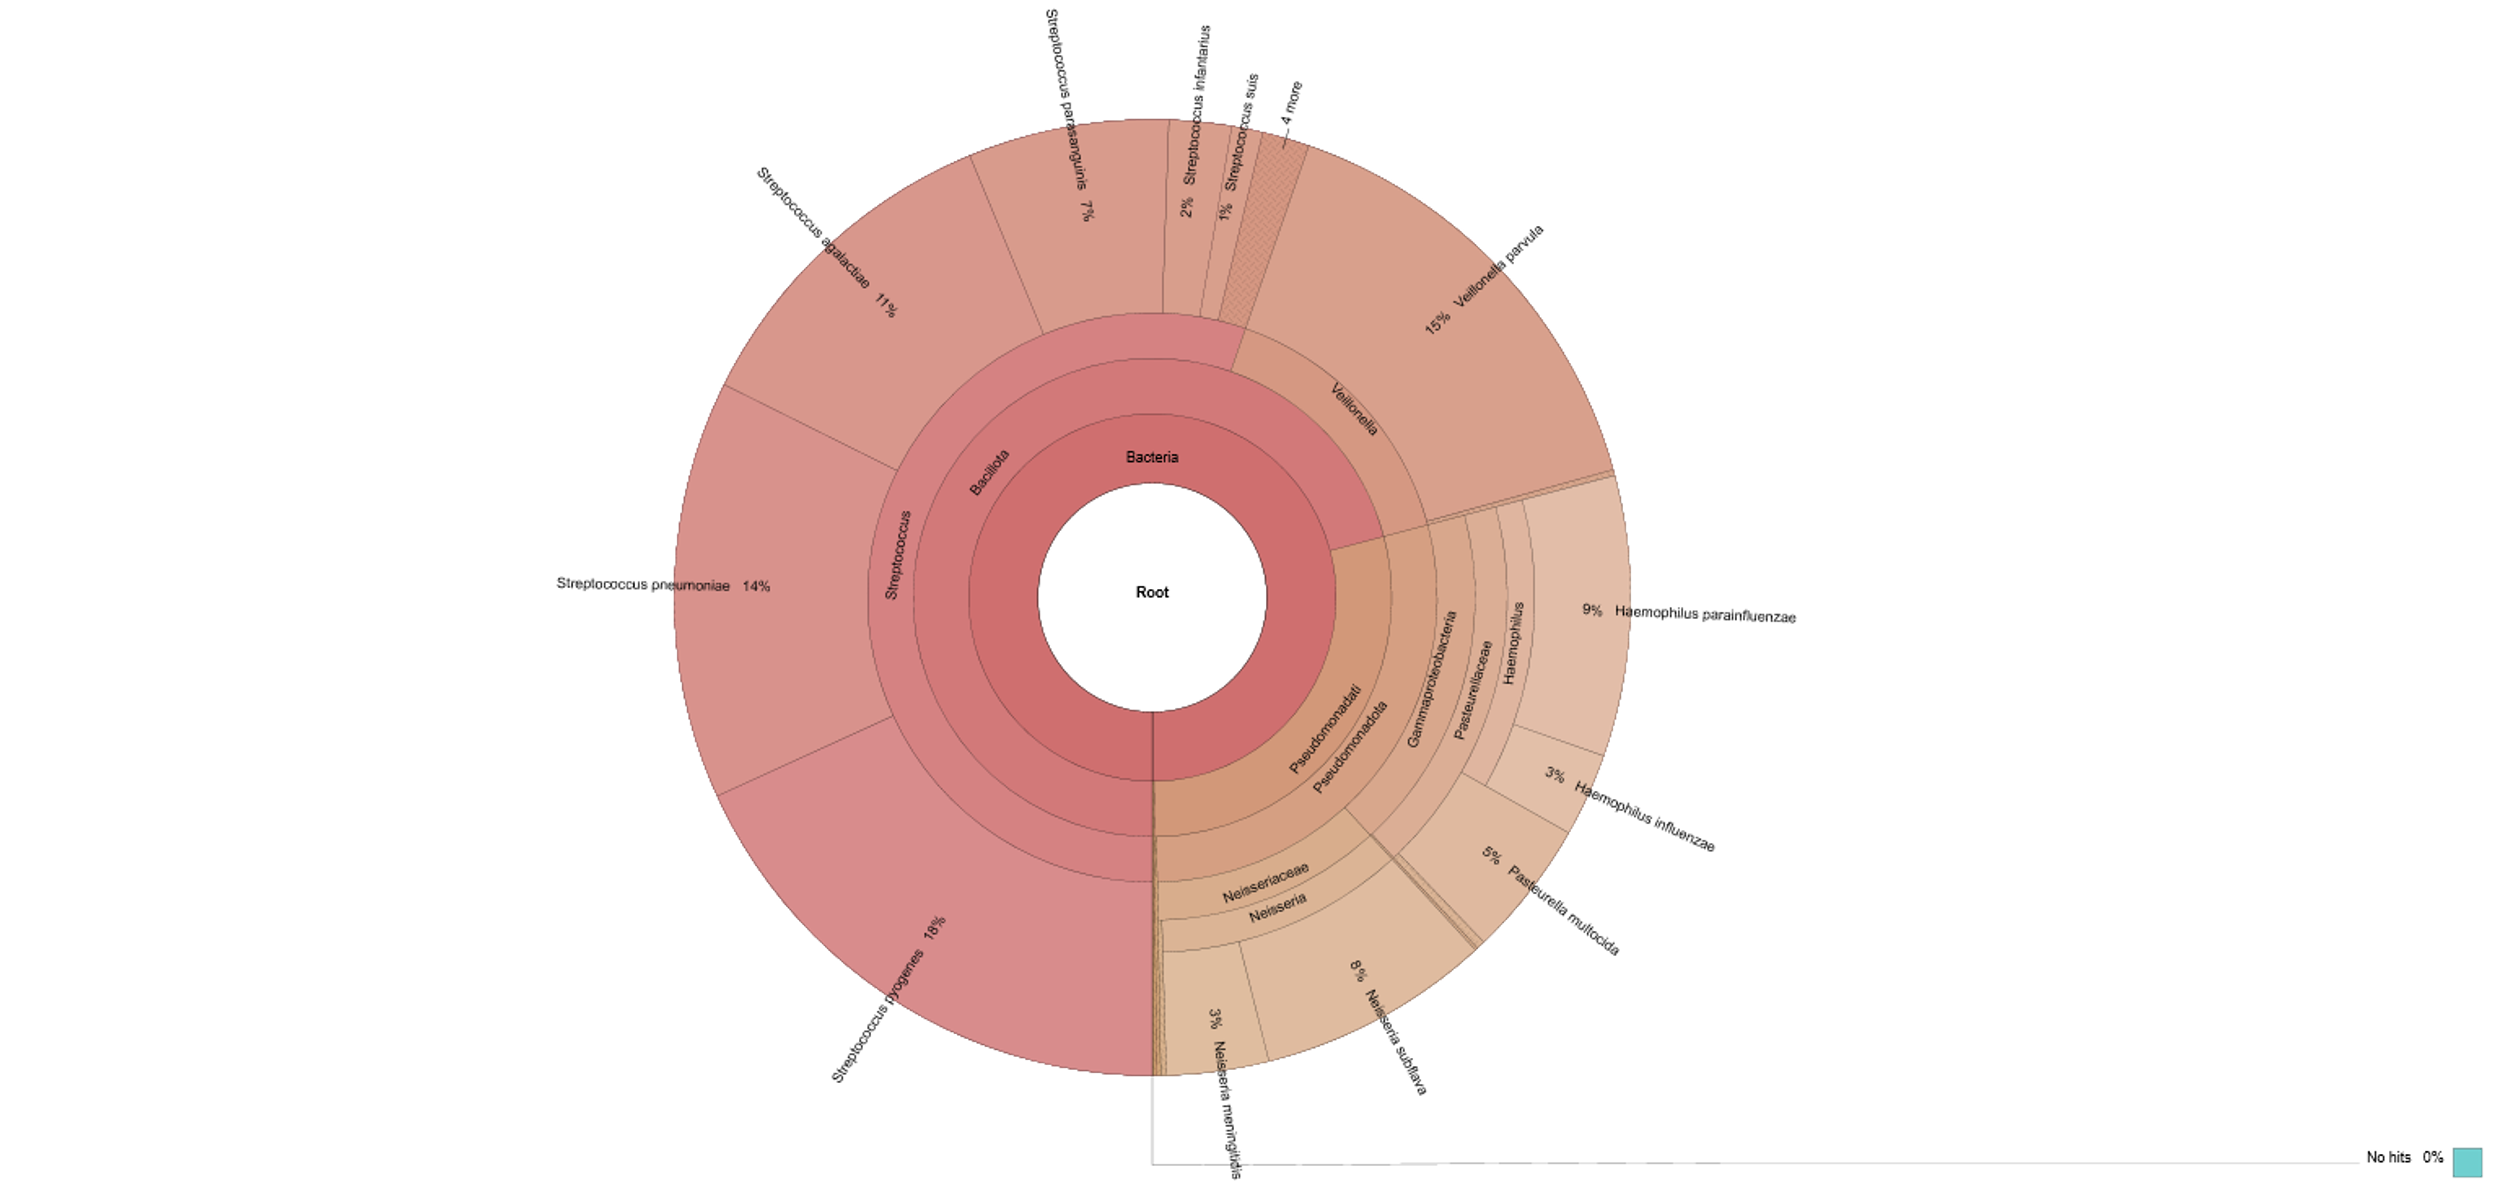 Streptococcus parasanguinis 7%
2% Streptococcus infantarius
1% Streptococcus suis
4 more
Streptococcus agalactiae 11%
15% Veillonella parvula
Veillonella
Bacteria
Bacillota
Streptococcus
Streptococcus pneumoniae 14%
Root
9% Haemophilus parainfluenzae
Haemophilus
Pasteurellaceae
Gammaproteobacteria
Pseudomonadati
Pseudomonadota
3% Haemophilus influenzae
5% Pasteurella multocida
Neisseriaceae
Neisseria
Streptococcus pyogenes 18%
8% Neisseria subflava
3% Neisseria meningitidis
No hits 0%